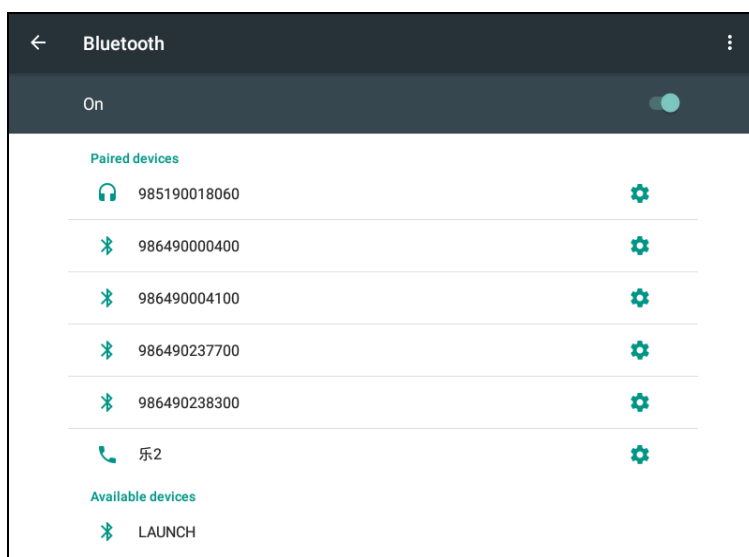 Bluetooth
On
Paired devices
985190018060
986490000400
986490004100
986490237700
986490238300
乐2
Available devices
LAUNCH